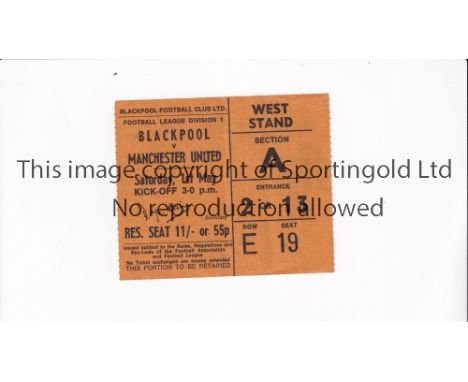 BLACKPOOL FOOTBALL CLUB LTD.
FOOTBALL LEAGUE DIVISION 1
BLACKPOOL
v
MANCHESTER UNITED
Saturday, 1st May
KICK-OFF 3-0 p.m.
RES. SEAT 11/- or 55p
Issued subject to the Rules, Regulations and
Bye-Laws of the Football Association
and Football League
No Ticket exchanged nor money refunded
THIS PORTION TO BE RETAINED
WEST
STAND
SECTION
A
ENTRANCE
2 OR 13
ROW SEAT
E 19
This image copyright of Sportingold Ltd
No reproduction allowed